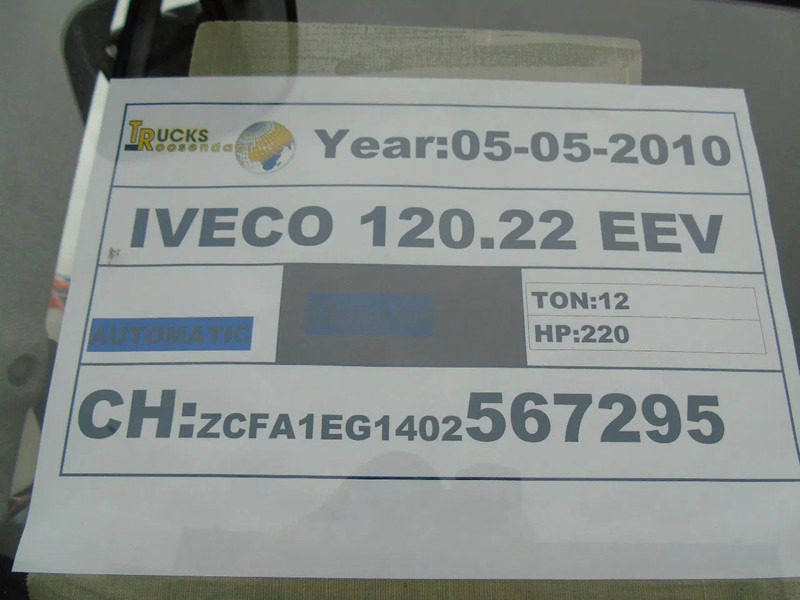 TRUCKS
Roosendaal
Year:05-05-2010
IVECO 120.22 EEV
AUTOMATIC
TON:12
HP:220
CH:ZCFA1EG1402567295